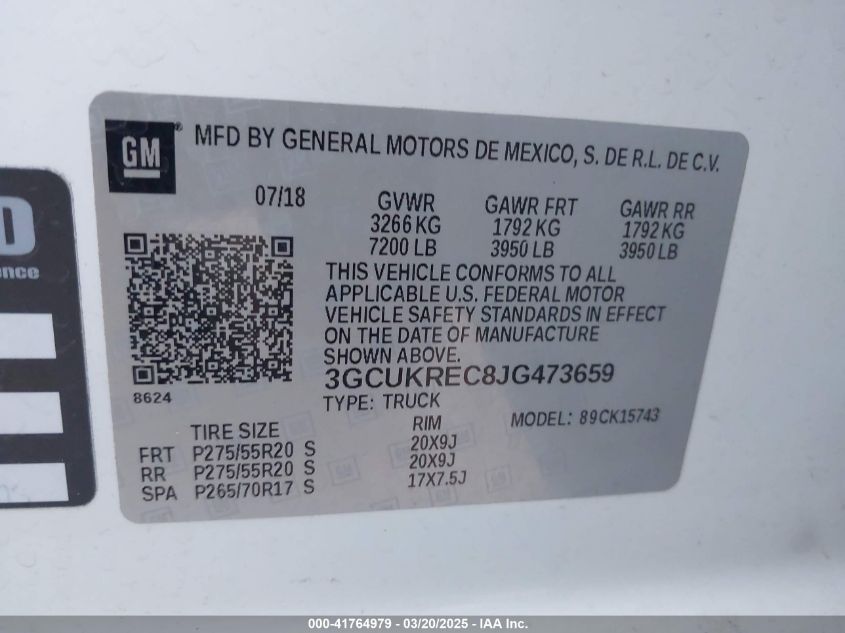 GM ®
MFD BY GENERAL MOTORS DE MEXICO, S. DE R.L. DE C.V.
07/18
GVWR GAWR FRT GAWR RR
3266 KG 1792 KG 1792 KG
7200 LB 3950 LB 3950 LB
THIS VEHICLE CONFORMS TO ALL
APPLICABLE U.S. FEDERAL MOTOR
VEHICLE SAFETY STANDARDS IN EFFECT
ON THE DATE OF MANUFACTURE
SHOWN ABOVE.
3GCUKREC8JG473659
8624
TYPE: TRUCK
MODEL: 89CK15743
TIRE SIZE RIM
FRT P275/55R20 S 20X9J
RR P275/55R20 S 20X9J
SPA P265/70R17 S 17X7.5J
D
ence
000-41764979 - 03/20/2025 - IAA Inc.